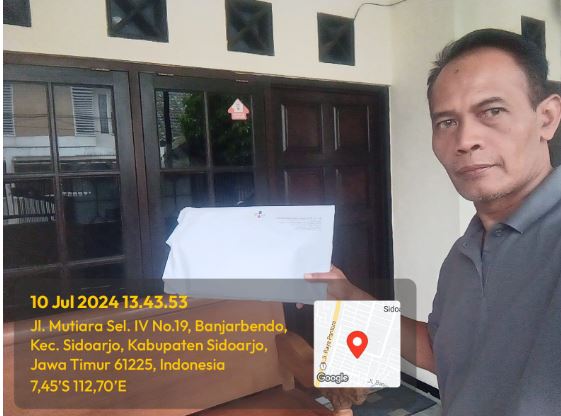 10 Jul 2024 13.43.53
Jl. Mutiara Sel. IV No.19, Banjarbendo,
Kec. Sidoarjo, Kabupaten Sidoarjo,
Jawa Timur 61225, Indonesia
7,45'S 112,70'E
Sidoa
Google